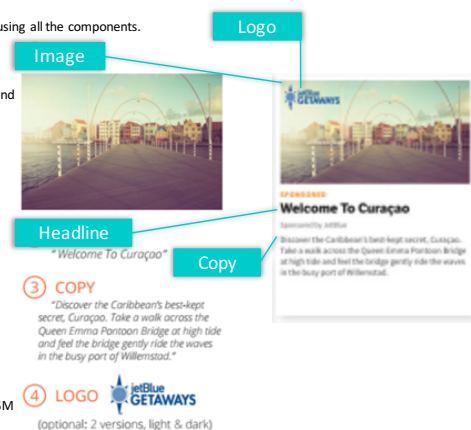 using all the components.
Logo
Image
and
jetBlue
GETAWAYS
SPONSORED
Welcome To Curaçao
Sponsored by JetBlue
Discover the Caribbean's best-kept secret, Curaçao.
Take a walk across the Queen Emma Pontoon Bridge
at high tide and feel the bridge gently ride the waves
in the busy port of Willemstad.
Headline
"Welcome To Curaçao"
Copy
3 COPY
"Discover the Caribbean's best-kept
secret, Curaçao. Take a walk across the
Queen Emma Pontoon Bridge at high tide
and feel the bridge gently ride the waves
in the busy port of Willemstad."
4 LOGO
jetBlue
GETAWAYS
(optional: 2 versions, light & dark)